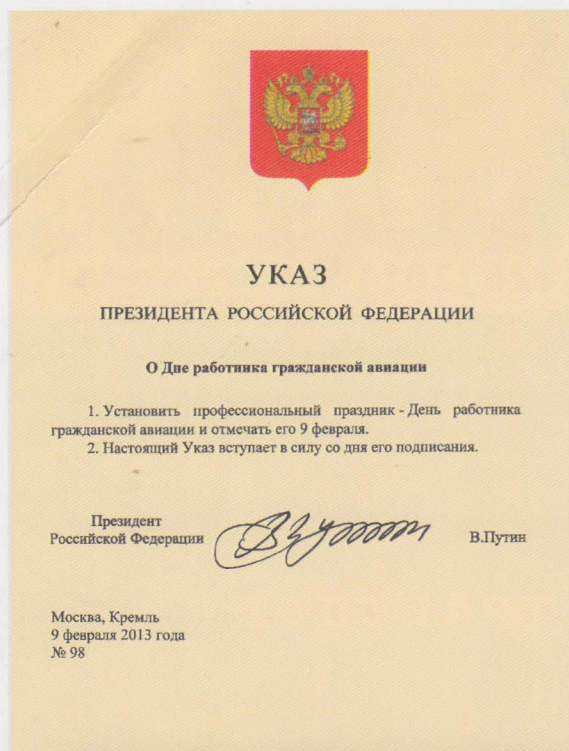 УКАЗ
ПРЕЗИДЕНТА РОССИЙСКОЙ ФЕДЕРАЦИИ
О Дне работника гражданской авиации
1. Установить профессиональный праздник - День работника
гражданской авиации и отмечать его 9 февраля.
2. Настоящий Указ вступает в силу со дня его подписания.
Президент
Российской Федерации
В.Путин
Москва, Кремль
9 февраля 2013 года
№ 98